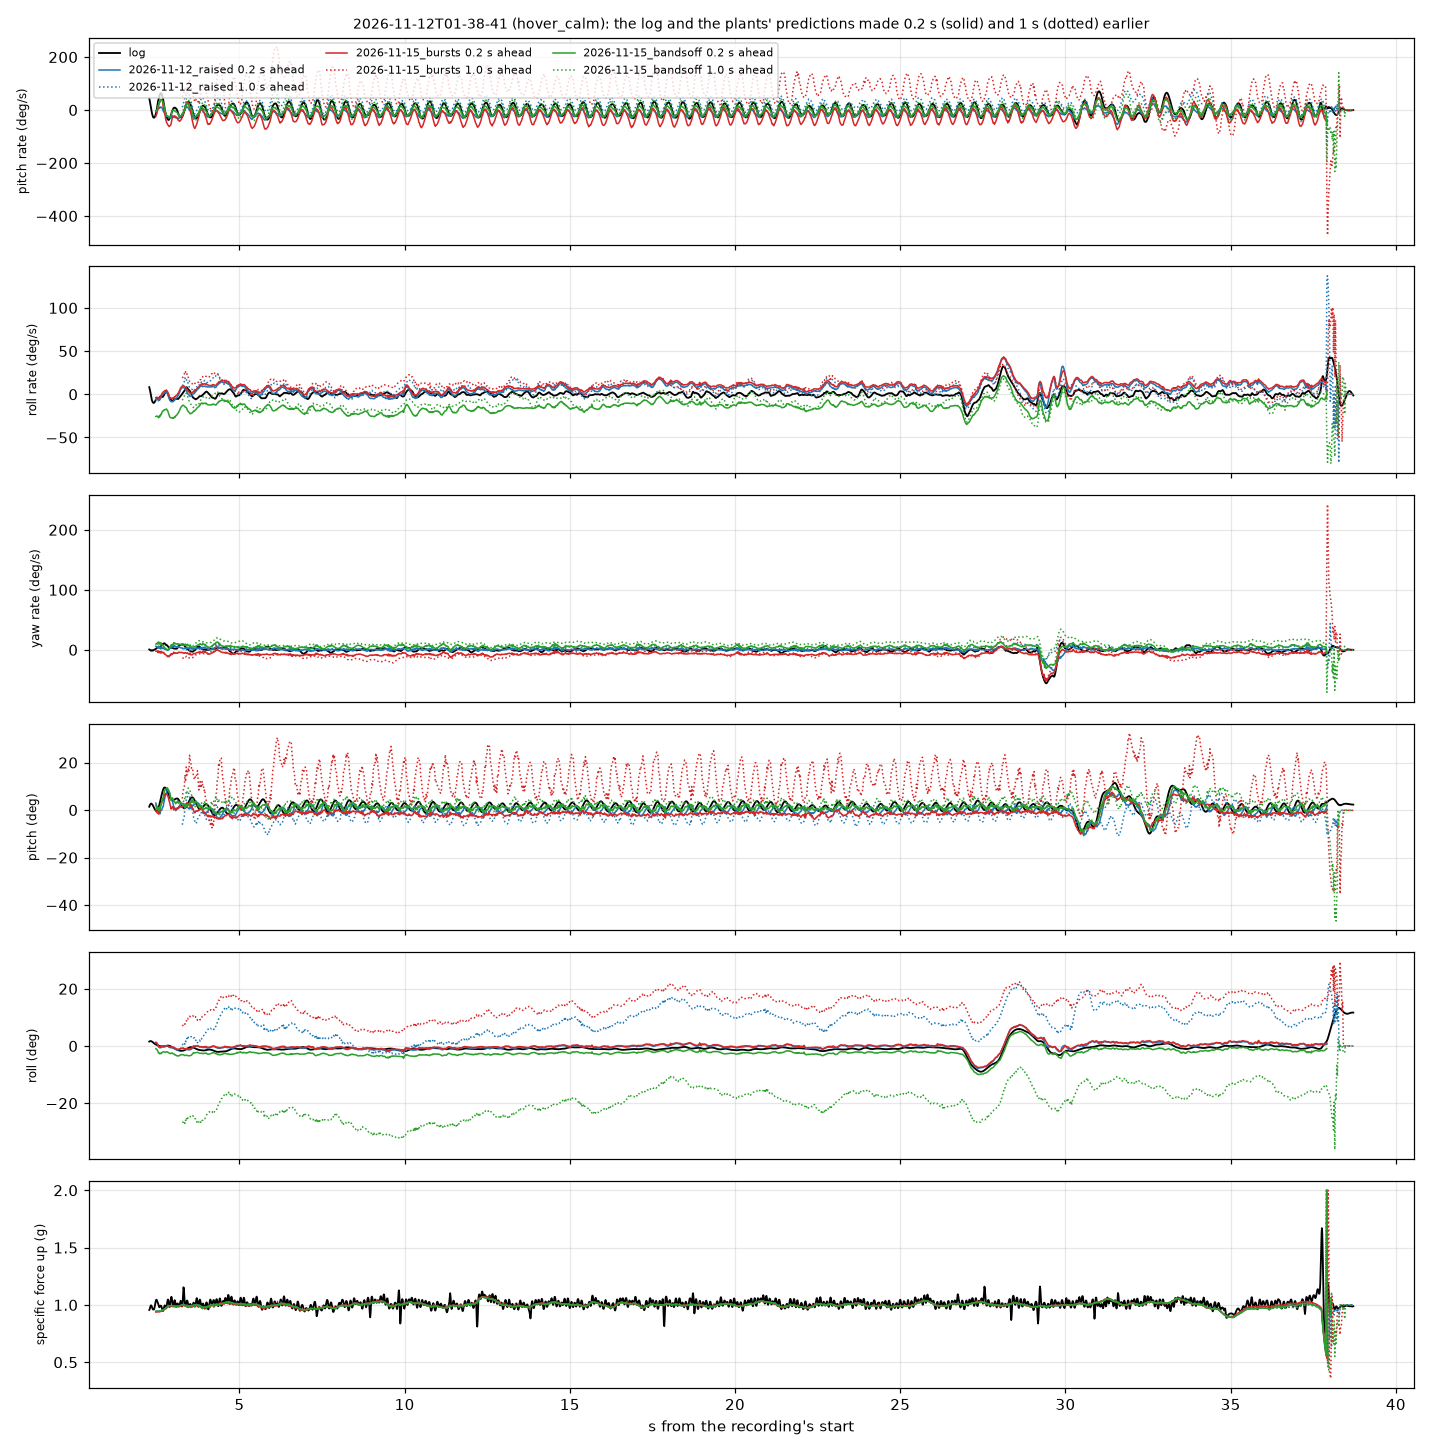 2026-11-12T01-38-41 (hover_calm): the log and the plants' predictions made 0.2 s (solid) and 1 s (dotted) earlier
log
2026-11-12_raised 0.2 s ahead
2026-11-12_raised 1.0 s ahead
2026-11-15_bursts 0.2 s ahead
2026-11-15_bursts 1.0 s ahead
2026-11-15_bandsoff 0.2 s ahead
2026-11-15_bandsoff 1.0 s ahead
pitch rate (deg/s)
200
0
−200
−400
roll rate (deg/s)
100
50
0
−50
yaw rate (deg/s)
200
100
0
pitch (deg)
20
0
−20
−40
roll (deg)
20
0
−20
specific force up (g)
2.0
1.5
1.0
0.5
5 10 15 20 25 30 35 40
s from the recording's start